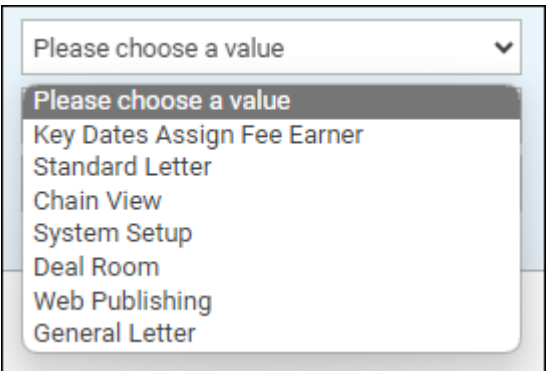 Please choose a value
Please choose a value
Key Dates Assign Fee Earner
Standard Letter
Chain View
System Setup
Deal Room
Web Publishing
General Letter